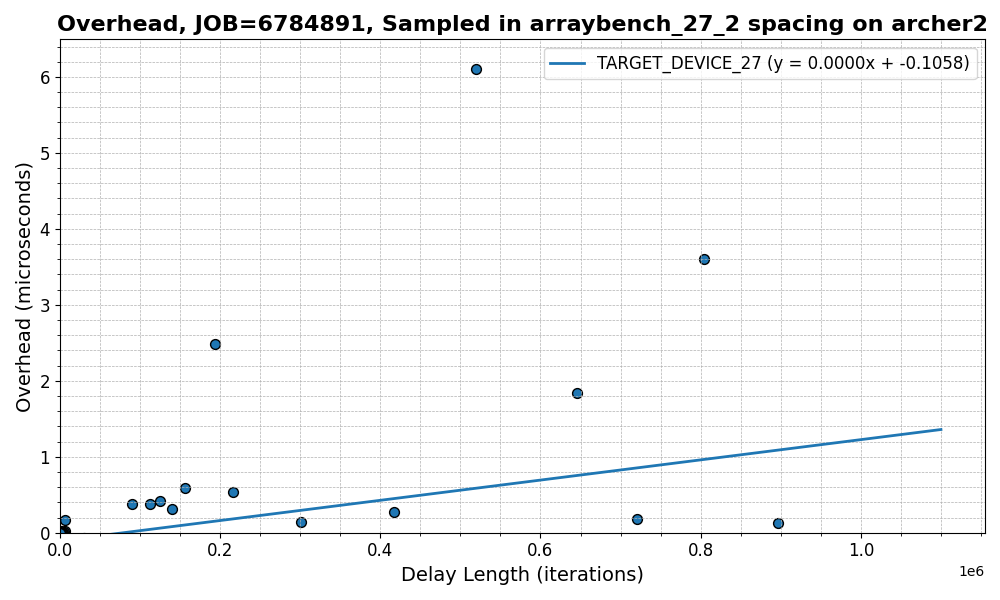 Overhead, JOB=6784891, Sampled in arraybench_27_2 spacing on archer2
TARGET_DEVICE_27 (y = 0.0000x + -0.1058)
Overhead (microseconds)
6
5
4
3
2
1
0
0.0 0.2 0.4 0.6 0.8 1.0
1e6
Delay Length (iterations)